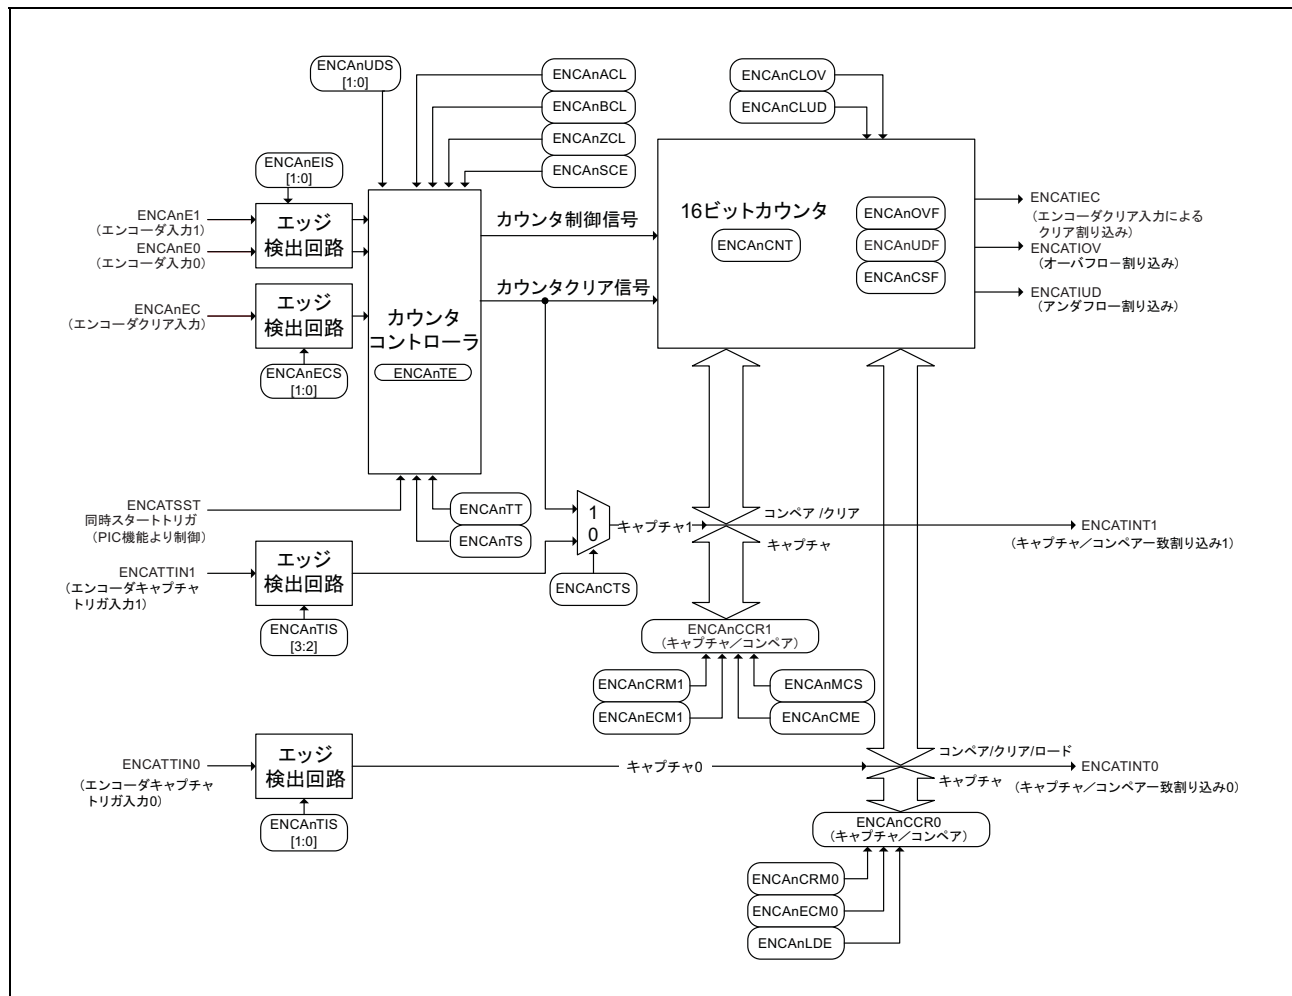 ENCAnUDS
[1:0]
ENCAnACL
ENCAnBCL
ENCAnZCL
ENCAnSCE
ENCAnCLOV
ENCAnCLUD
ENCAnEIS
[1:0]
ENCAnE1
(エンコーダ入力1)
ENCAnE0
(エンコーダ入力0)
エッジ
検出回路
ENCAnEC
(エンコーダクリア入力)
エッジ
検出回路
ENCAnECS
[1:0]
カウンタ
コントローラ
ENCAnTE
カウンタ制御信号
カウンタクリア信号
16ビットカウンタ
ENCAnCNT
ENCAnOVF
ENCAnUDF
ENCAnCSF
ENCATIEC
(エンコーダクリア入力による
クリア割り込み)
ENCATIOV
(オーバフロー割り込み)
ENCATIUD
(アンダフロー割り込み)
ENCATSST
同時スタートトリガ
(PIC機能より制御)
ENCAnTT
ENCAnTS
1
0
ENCAnCTS
キャプチャ1
コンペア /クリア
キャプチャ
ENCATINT1
(キャプチャ/コンペア一致割り込み1)
ENCATTIN1
(エンコーダキャプチャ
トリガ入力1)
エッジ
検出回路
ENCAnTIS
[3:2]
ENCAnCCR1
(キャプチャ/コンペア)
ENCAnCRM1
ENCAnECM1
ENCAnMCS
ENCAnCME
ENCATTIN0
(エンコーダキャプチャ
トリガ入力0)
エッジ
検出回路
ENCAnTIS
[1:0]
キャプチャ0
コンペア/クリア/ロード
キャプチャ
ENCATINT0
(キャプチャ/コンペア一致割り込み0)
ENCAnCCR0
(キャプチャ/コンペア)
ENCAnCRM0
ENCAnECM0
ENCAnLDE